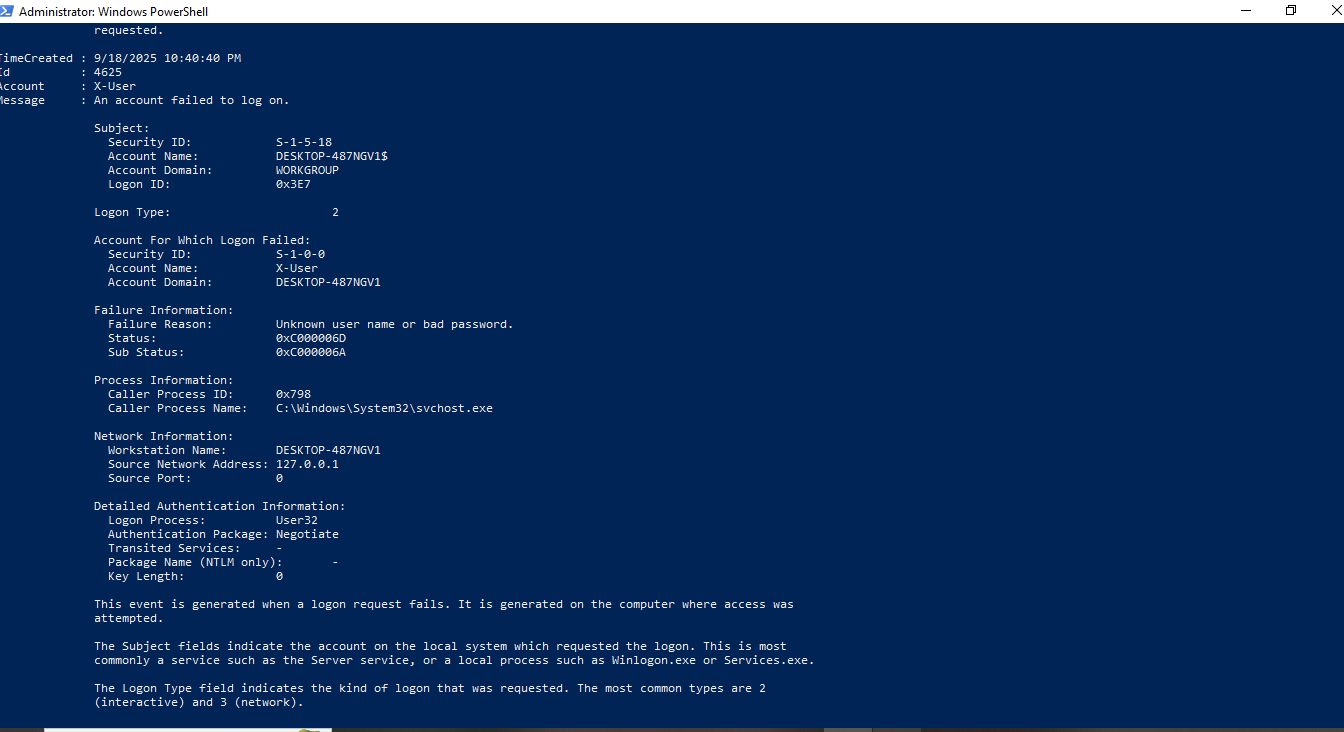 Administrator: Windows PowerShell
requested.
TimeCreated : 9/18/2025 10:40:40 PM
Id : 4625
Account : X-User
Message : An account failed to log on.
Subject:
Security ID: S-1-5-18
Account Name: DESKTOP-487NGV1$
Account Domain: WORKGROUP
Logon ID: 0x3E7
Logon Type: 2
Account For Which Logon Failed:
Security ID: S-1-0-0
Account Name: X-User
Account Domain: DESKTOP-487NGV1
Failure Information:
Failure Reason: Unknown user name or bad password.
Status: 0xC000006D
Sub Status: 0xC000006A
Process Information:
Caller Process ID: 0x798
Caller Process Name: C:\Windows\System32\svchost.exe
Network Information:
Workstation Name: DESKTOP-487NGV1
Source Network Address: 127.0.0.1
Source Port: 0
Detailed Authentication Information:
Logon Process: User32
Authentication Package: Negotiate
Transited Services: -
Package Name (NTLM only): -
Key Length: 0
This event is generated when a logon request fails. It is generated on the computer where access was
attempted.
The Subject fields indicate the account on the local system which requested the logon. This is most
commonly a service such as the Server service, or a local process such as Winlogon.exe or Services.exe.
The Logon Type field indicates the kind of logon that was requested. The most common types are 2
(interactive) and 3 (network).